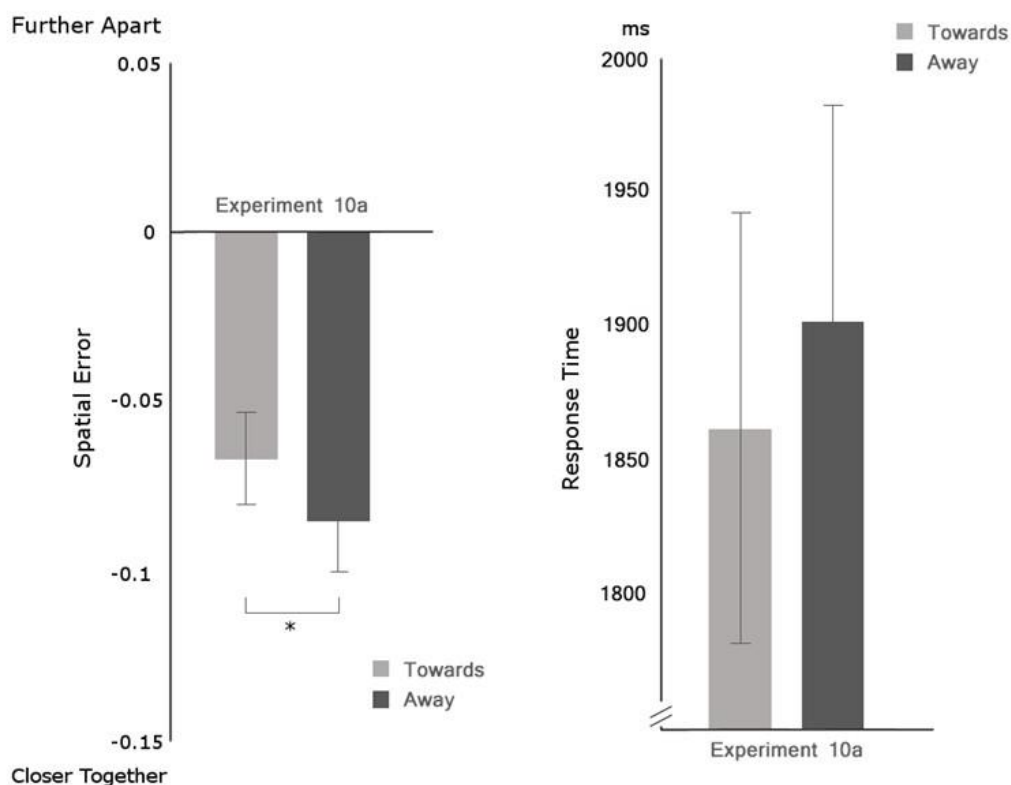 Further Apart
0.05
Experiment 10a
0
Spatial Error
-0.05
-0.1
*
Towards
Away
-0.15
Closer Together
ms
Towards
Away
2000
1950
1900
Response Time
1850
1800
Experiment 10a